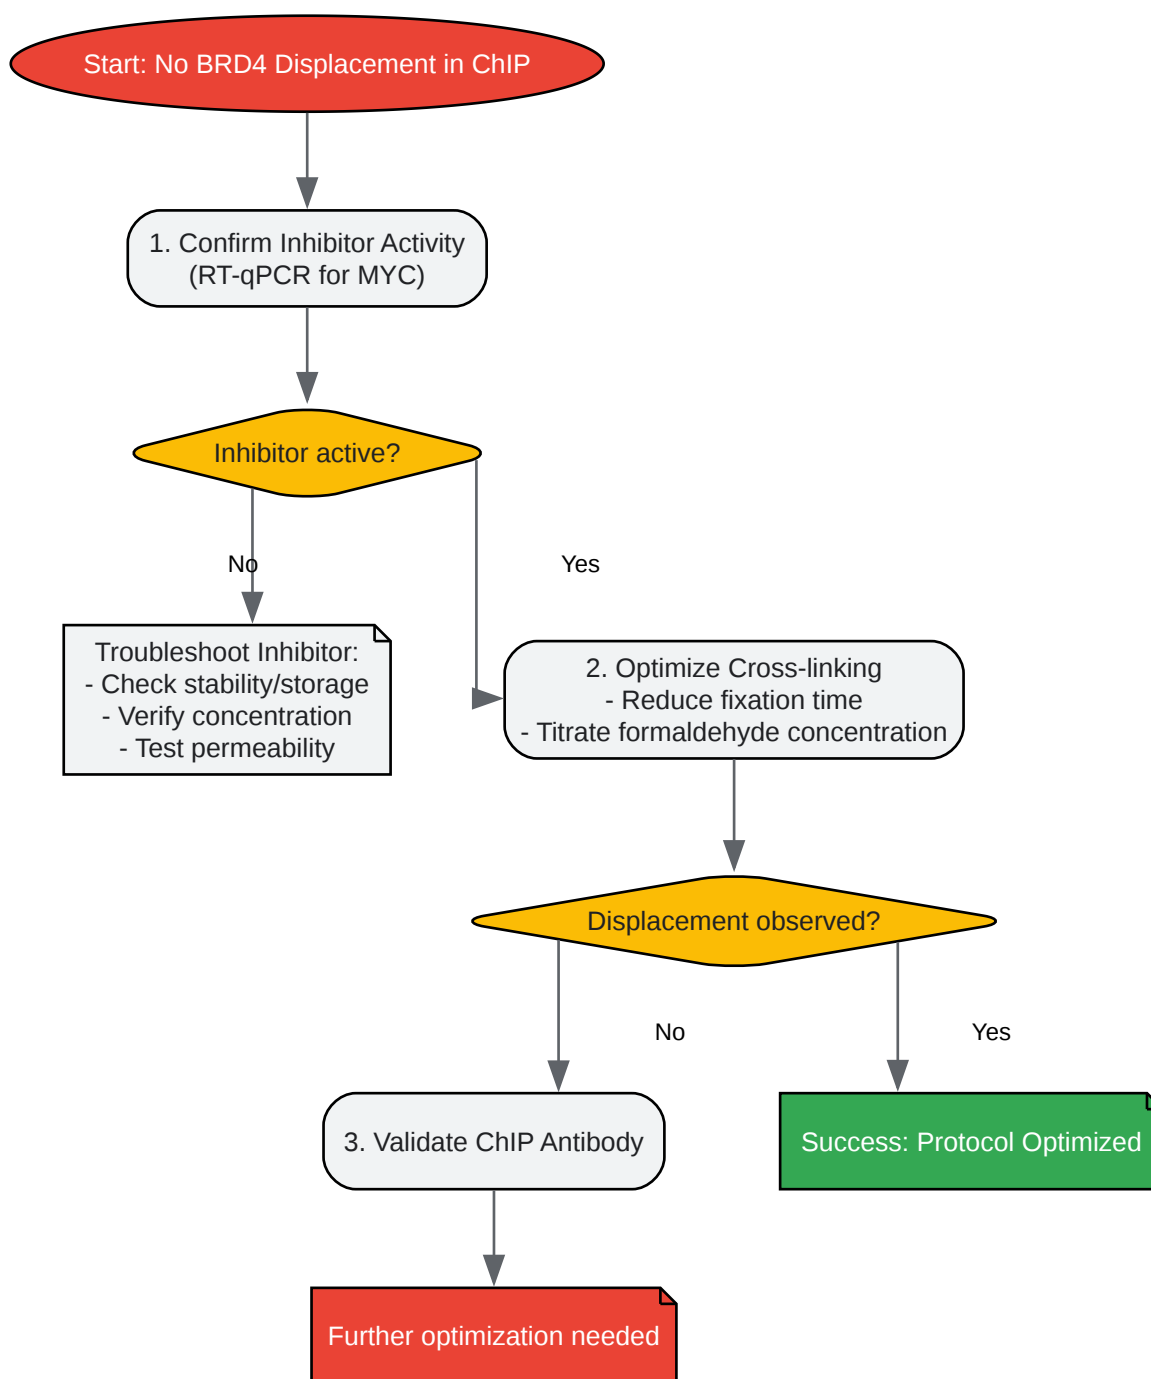 Start: No BRD4 Displacement in ChIP
1. Confirm Inhibitor Activity
(RT-qPCR for MYC)
Inhibitor active?
No
Yes
Troubleshoot Inhibitor:
- Check stability/storage
- Verify concentration
- Test permeability
2. Optimize Cross-linking
- Reduce fixation time
- Titrate formaldehyde concentration
Displacement observed?
No
Yes
3. Validate ChIP Antibody
Success: Protocol Optimized
Further optimization needed